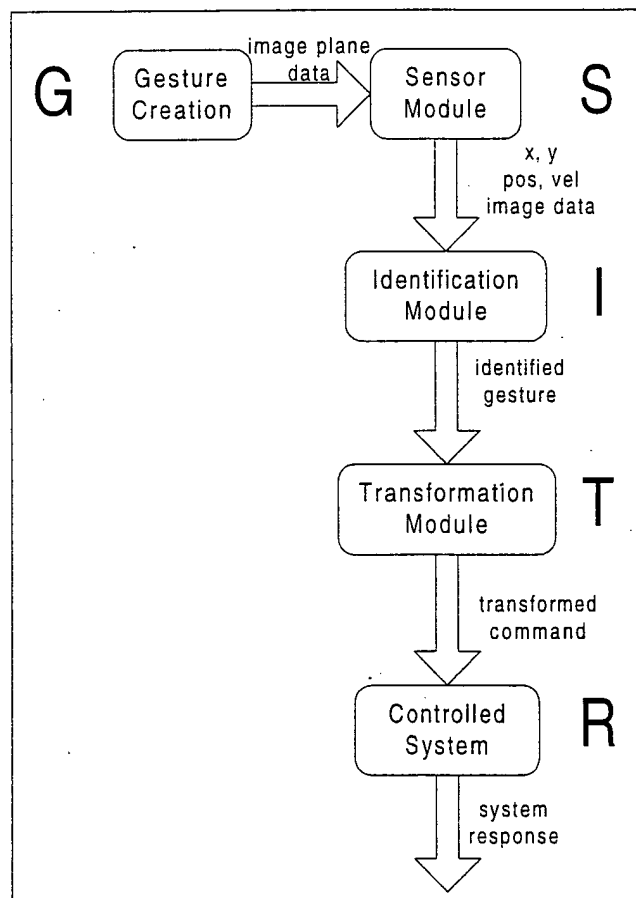 G
Gesture
Creation
image plane
data
Sensor
Module
S
x, y
pos, vel
image data
Identification
Module
I
identified
gesture
Transformation
Module
T
transformed
command
Controlled
System
R
system
response